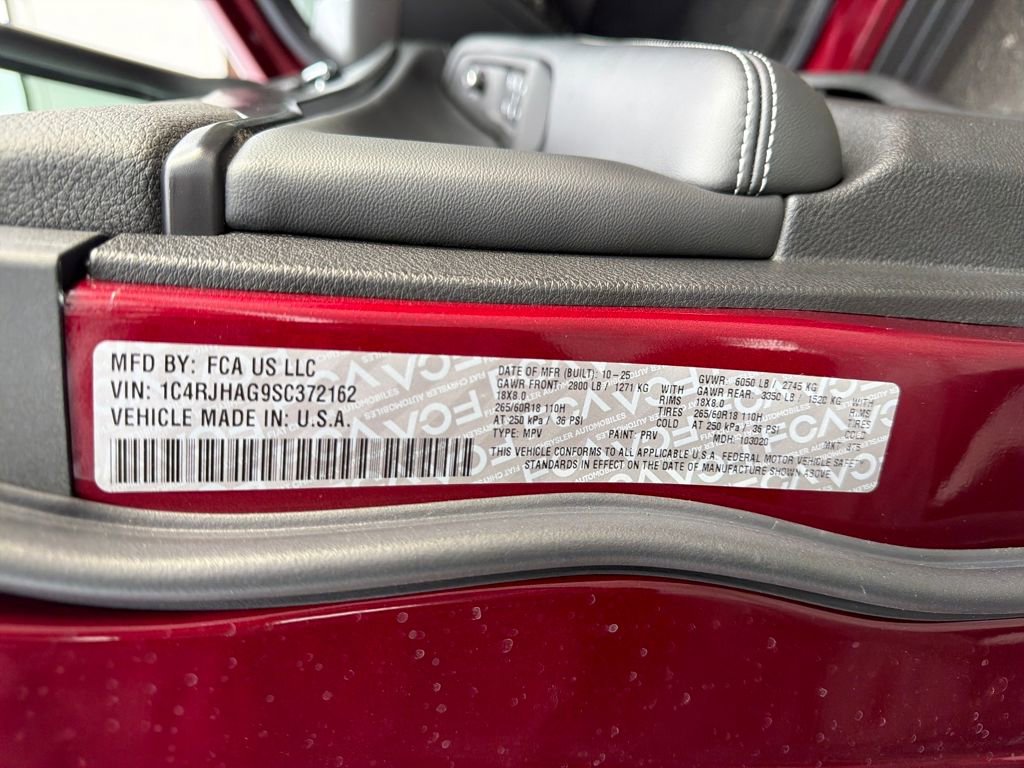 MFD BY: FCA US LLC
VIN: 1C4RJHAG9SC372162
VEHICLE MADE IN: U.S.A.
DATE OF MFR (BUILT): 10-25
GVWR: 6050 LB / 2745 KG
GAWR FRONT: 2800 LB / 1271 KG WITH
GAWR REAR: 3350 LB / 1520 KG WITH
18X8.0 RIMS
18X8.0 RIMS
265/60R18 110H TIRES
265/60R18 110H TIRES
AT 250 kPa / 36 PSI COLD
AT 250 kPa / 36 PSI COLD
TYPE: MPV PAINT: PRV MDH: 103020
THIS VEHICLE CONFORMS TO ALL APPLICABLE U.S.A. FEDERAL MOTOR VEHICLE SAFETY
STANDARDS IN EFFECT ON THE DATE OF MANUFACTURE SHOWN ABOVE